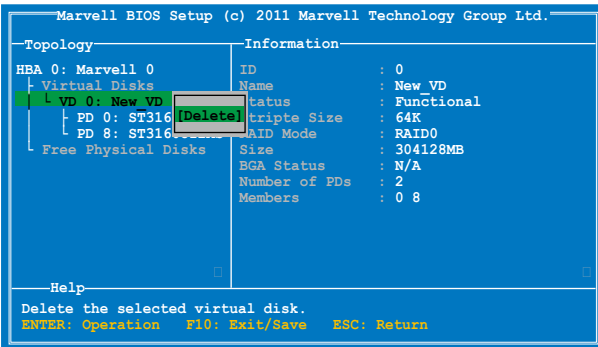 Marvell BIOS Setup (c) 2011 Marvell Technology Group Ltd.
Topology
HBA 0: Marvell 0
Virtual Disks
VD 0: New_VD
PD 0: ST316
PD 8: ST316
Free Physical Disks
[Delete]
Information
ID : 0
Name : New_VD
tatus : Functional
tripte Size : 64K
AID Mode : RAID0
Size : 304128MB
BGA Status : N/A
Number of PDs : 2
Members : 0 8
Help
Delete the selected virtual disk.
ENTER: Operation F10: Exit/Save ESC: Return